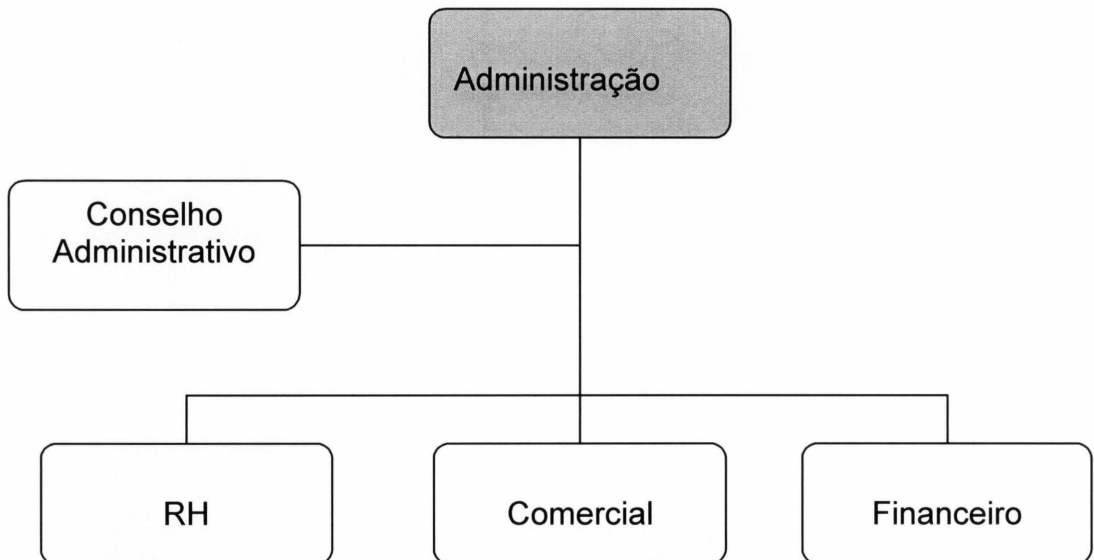 Administração
Conselho
Administrativo
RH
Comercial
Financeiro